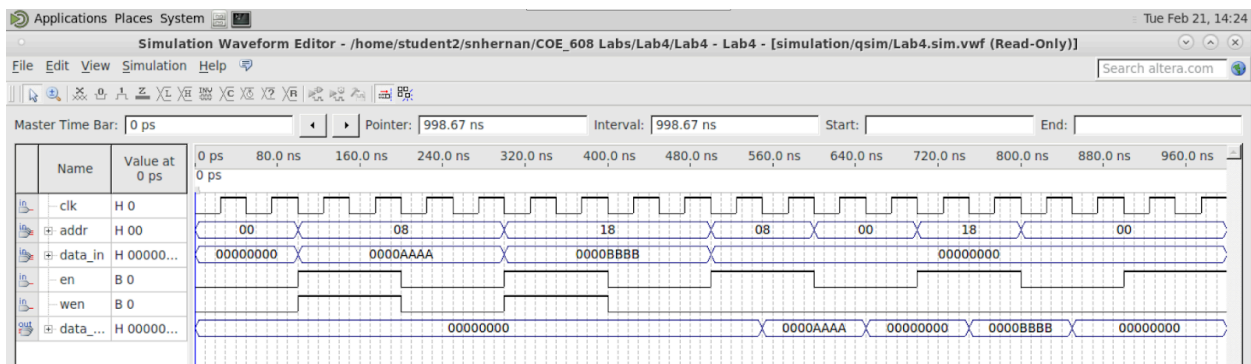 Applications Places System Tue Feb 21, 14:24
Simulation Waveform Editor - /home/student2/snhernan/COE_608 Labs/Lab4/Lab4 - Lab4 - [simulation/qsim/Lab4.sim.vwf (Read-Only)]
File Edit View Simulation Help Search altera.com
Master Time Bar: 0 ps Pointer: 998.67 ns Interval: 998.67 ns Start: End:
Name Value at 0 ps 0 ps 80.0 ns 160.0 ns 240.0 ns 320.0 ns 400.0 ns 480.0 ns 560.0 ns 640.0 ns 720.0 ns 800.0 ns 880.0 ns 960.0 ns
0 ps
clk H 0
addr H 00 00 08 18 08 00 18 00
data_in H 00000... 00000000 0000AAAA 0000BBBB 00000000
en B 0
wen B 0
data_... H 00000... 00000000 0000AAAA 00000000 0000BBBB 00000000